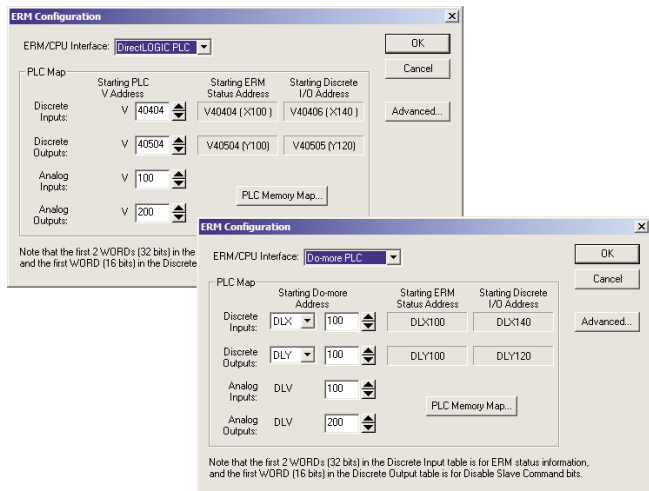 ERM Configuration
ERM/CPU Interface: DirectLOGIC PLC
OK
Cancel
Advanced...
PLC Map
Starting PLC V Address
Starting ERM Status Address
Starting Discrete I/O Address
Discrete Inputs: V 40404 V40404 (X100) V40406 (X140)
Discrete Outputs: V 40504 V40504 (Y100) V40505 (Y120)
Analog Inputs: V 100
Analog Outputs: V 200
PLC Memory Map...
Note that the first 2 WORDs (32 bits) in the
and the first WORD (16 bits) in the Discrete
ERM Configuration
ERM/CPU Interface: Do-more PLC
OK
Cancel
Advanced...
PLC Map
Starting Do-more Address
Starting ERM Status Address
Starting Discrete I/O Address
Discrete Inputs: DLX 100 DLX100 DLX140
Discrete Outputs: DLY 100 DLY100 DLY120
Analog Inputs: DLV 100
Analog Outputs: DLV 200
PLC Memory Map...
Note that the first 2 WORDs (32 bits) in the Discrete Input table is for ERM status information,
and the first WORD (16 bits) in the Discrete Output table is for Disable Slave Command bits.